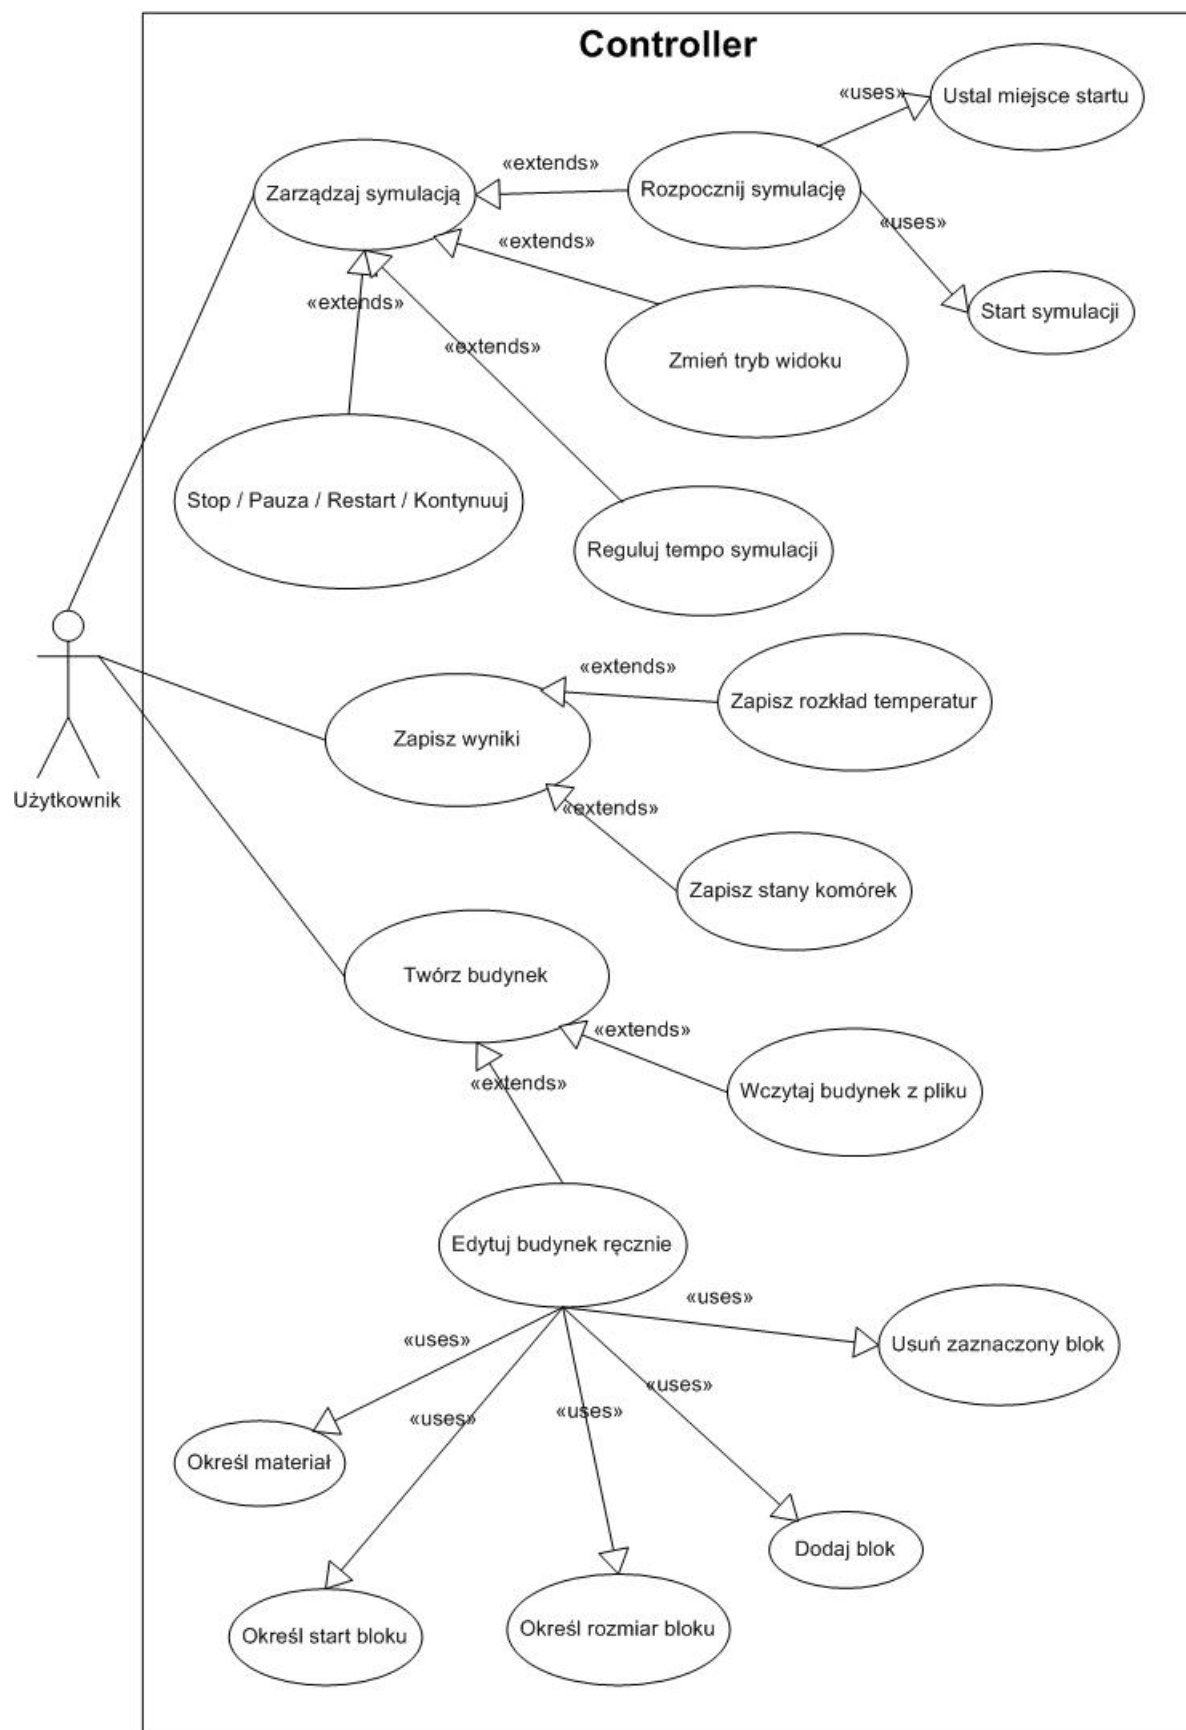 Controller
«uses»
Ustal miejsce startu
«extends»
Zarządzaj symulacją
Rozpocznij symulację
«uses»
«extends»
«extends»
Start symulacji
«extends»
Zmień tryb widoku
Stop / Pauza / Restart / Kontynuuj
Reguluj tempo symulacji
«extends»
Zapisz rozkład temperatur
Zapisz wyniki
Użytkownik
«extends»
Zapisz stany komórek
Twórz budynek
«extends»
«extends»
Wczytaj budynek z pliku
Edytuj budynek ręcznie
«uses»
«uses»
Usuń zaznaczony blok
«uses»
«uses»
«uses»
Określ materiał
Dodaj blok
Określ rozmiar bloku
Określ start bloku